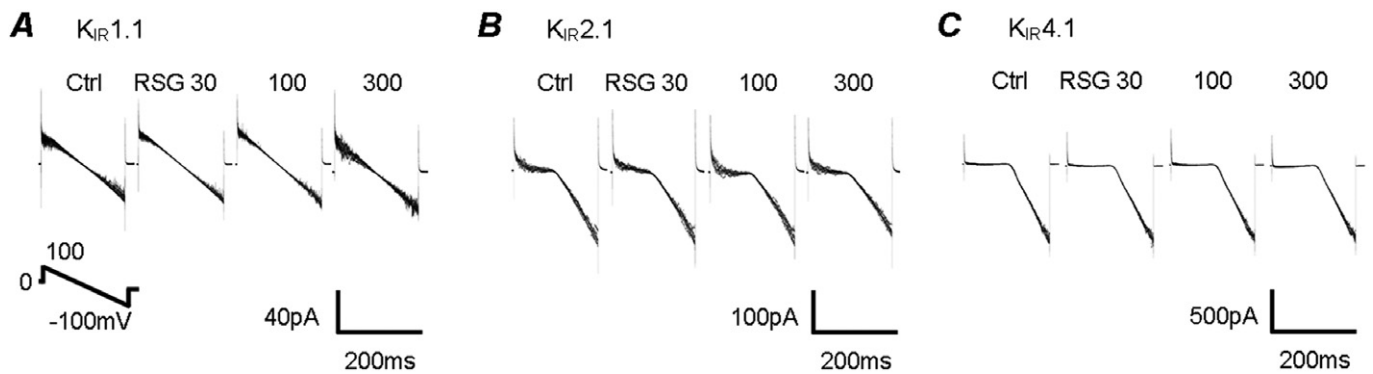 A KIR1.1
Ctrl RSG 30 100 300
100
0
-100mV
40pA
200ms
B KIR2.1
Ctrl RSG 30 100 300
100pA
200ms
C KIR4.1
Ctrl RSG 30 100 300
500pA
200ms